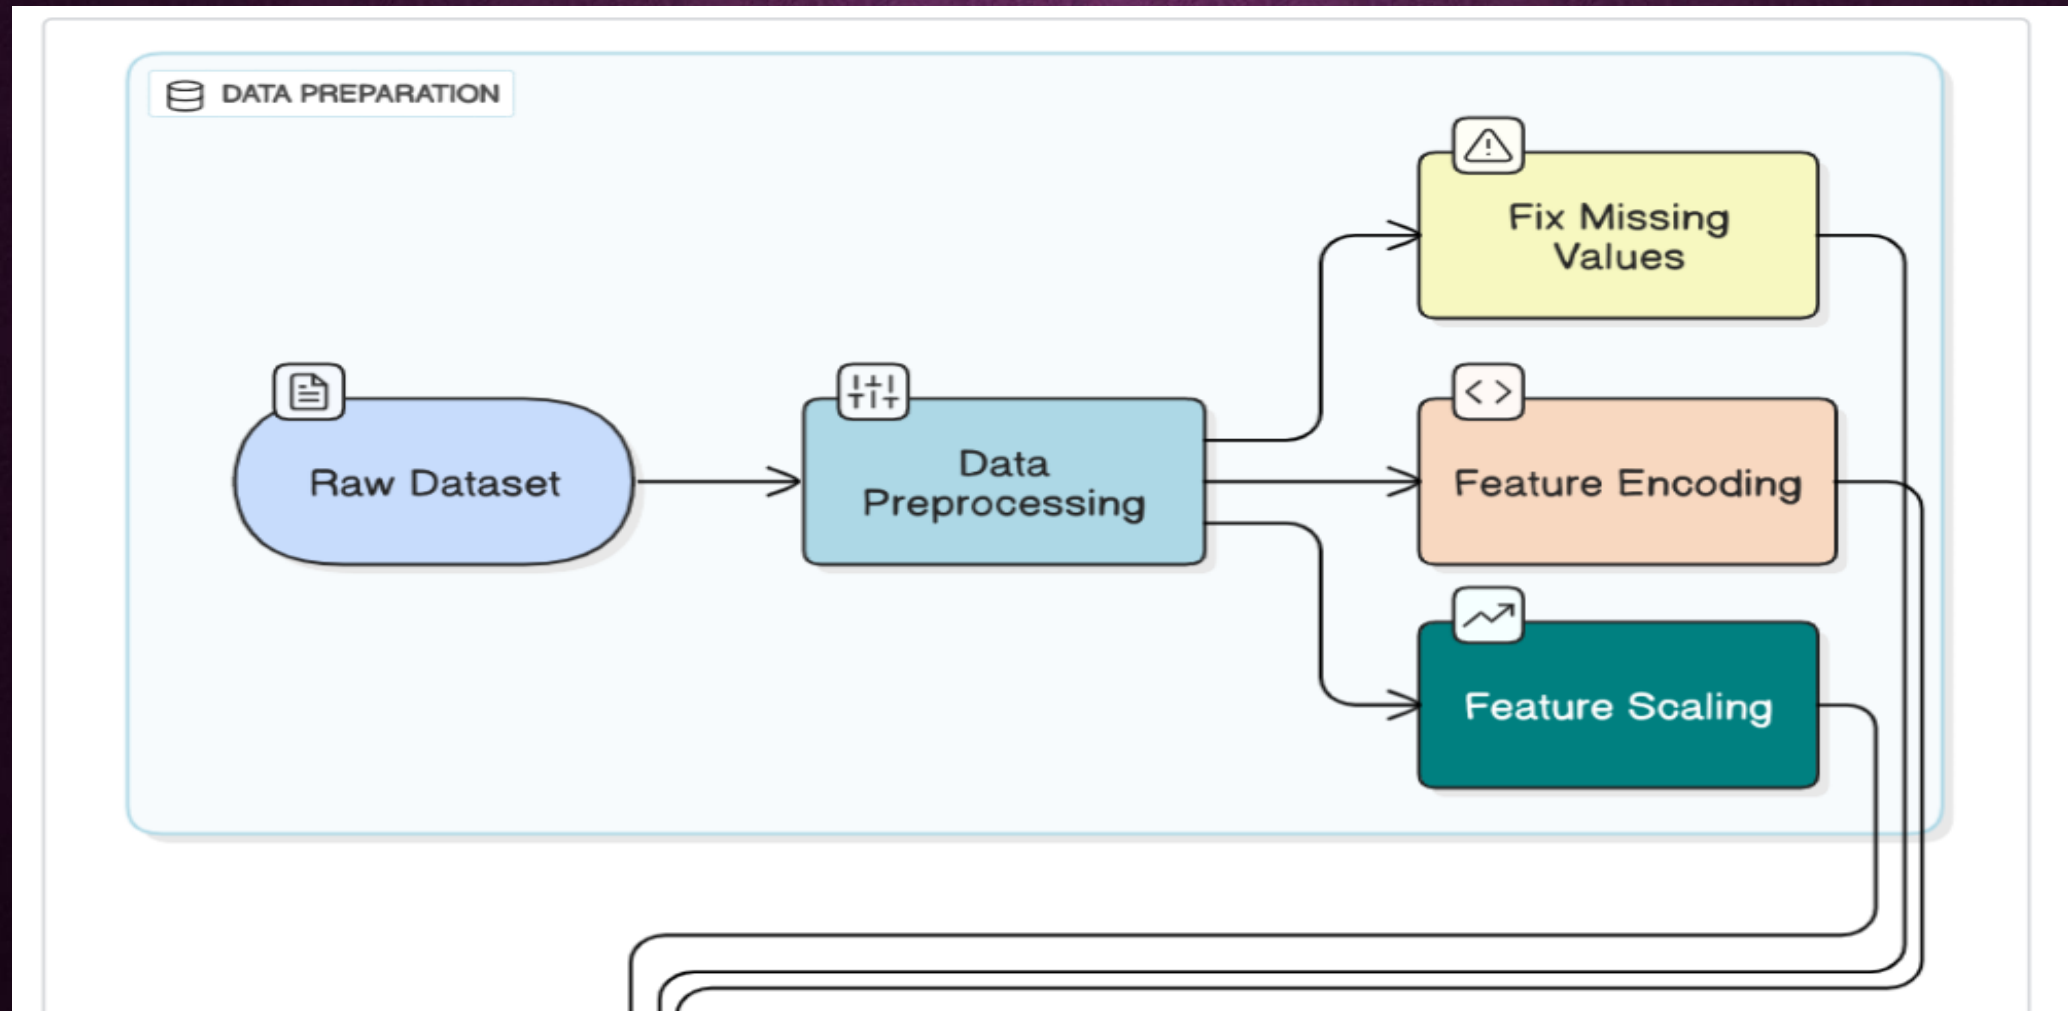 DATA PREPARATION
Fix Missing
Values
Raw Dataset
Data
Preprocessing
Feature Encoding
Feature Scaling